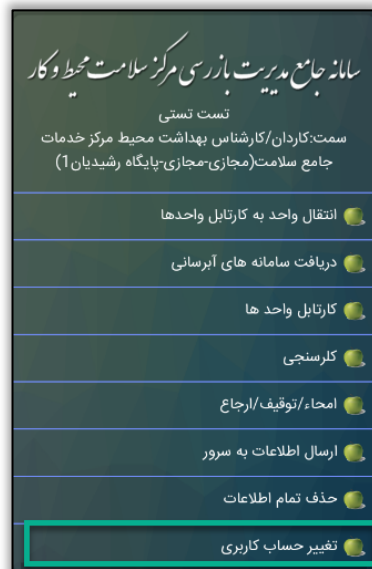 سامانه جامع مدیریت بازرسی مرکز سلامت محیط و کار
تست تستی
سمت:کاردان/کارشناس بهداشت محیط مرکز خدمات
جامع سلامت(مجازی-مجازی-پایگاه رشیدیان1)
انتقال واحد به کارتابل واحدها
دریافت سامانه های آبرسانی
کارتابل واحد ها
کلرسنجی
امحاء/توقیف/ارجاع
ارسال اطلاعات به سرور
حذف تمام اطلاعات
تغییر حساب کاربری